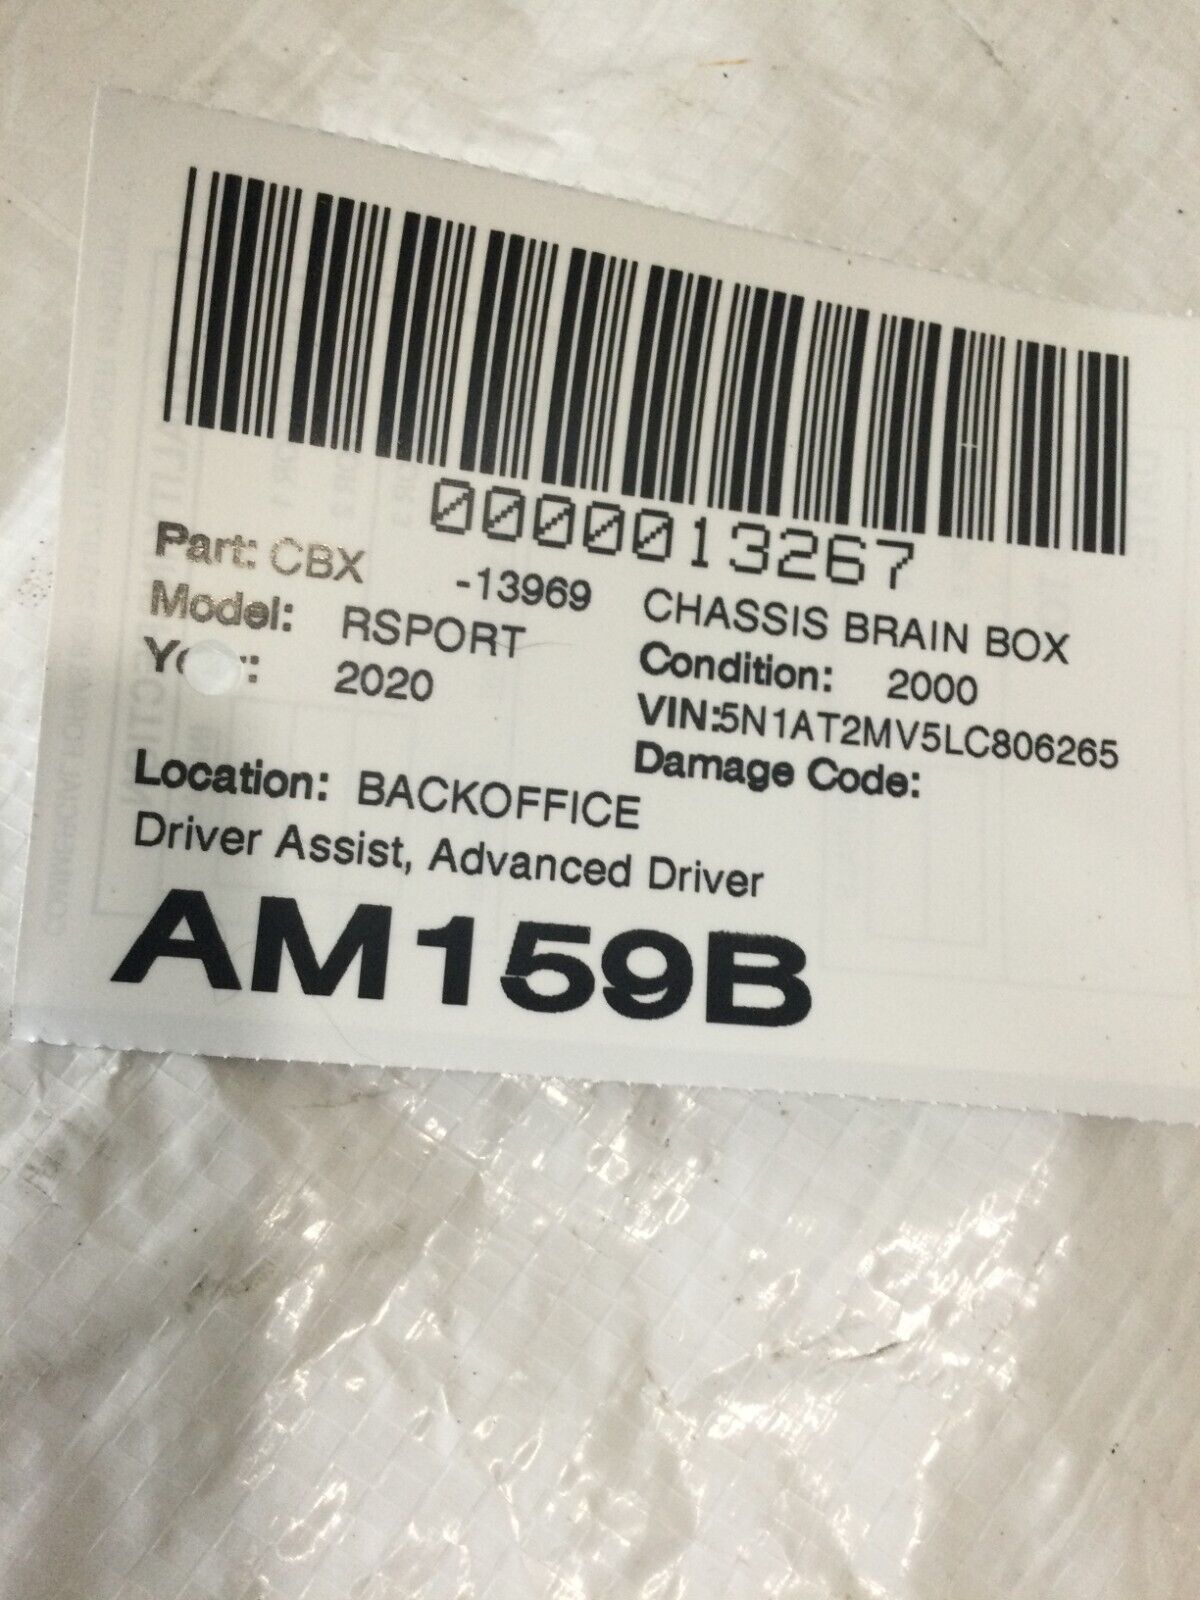 0000013267
Part: CBX -13969 CHASSIS BRAIN BOX
Model: RSPORT Condition: 2000
2020 VIN:5N1AT2MV5LC806265
Damage Code:
Location: BACKOFFICE
Driver Assist, Advanced Driver
AM159B